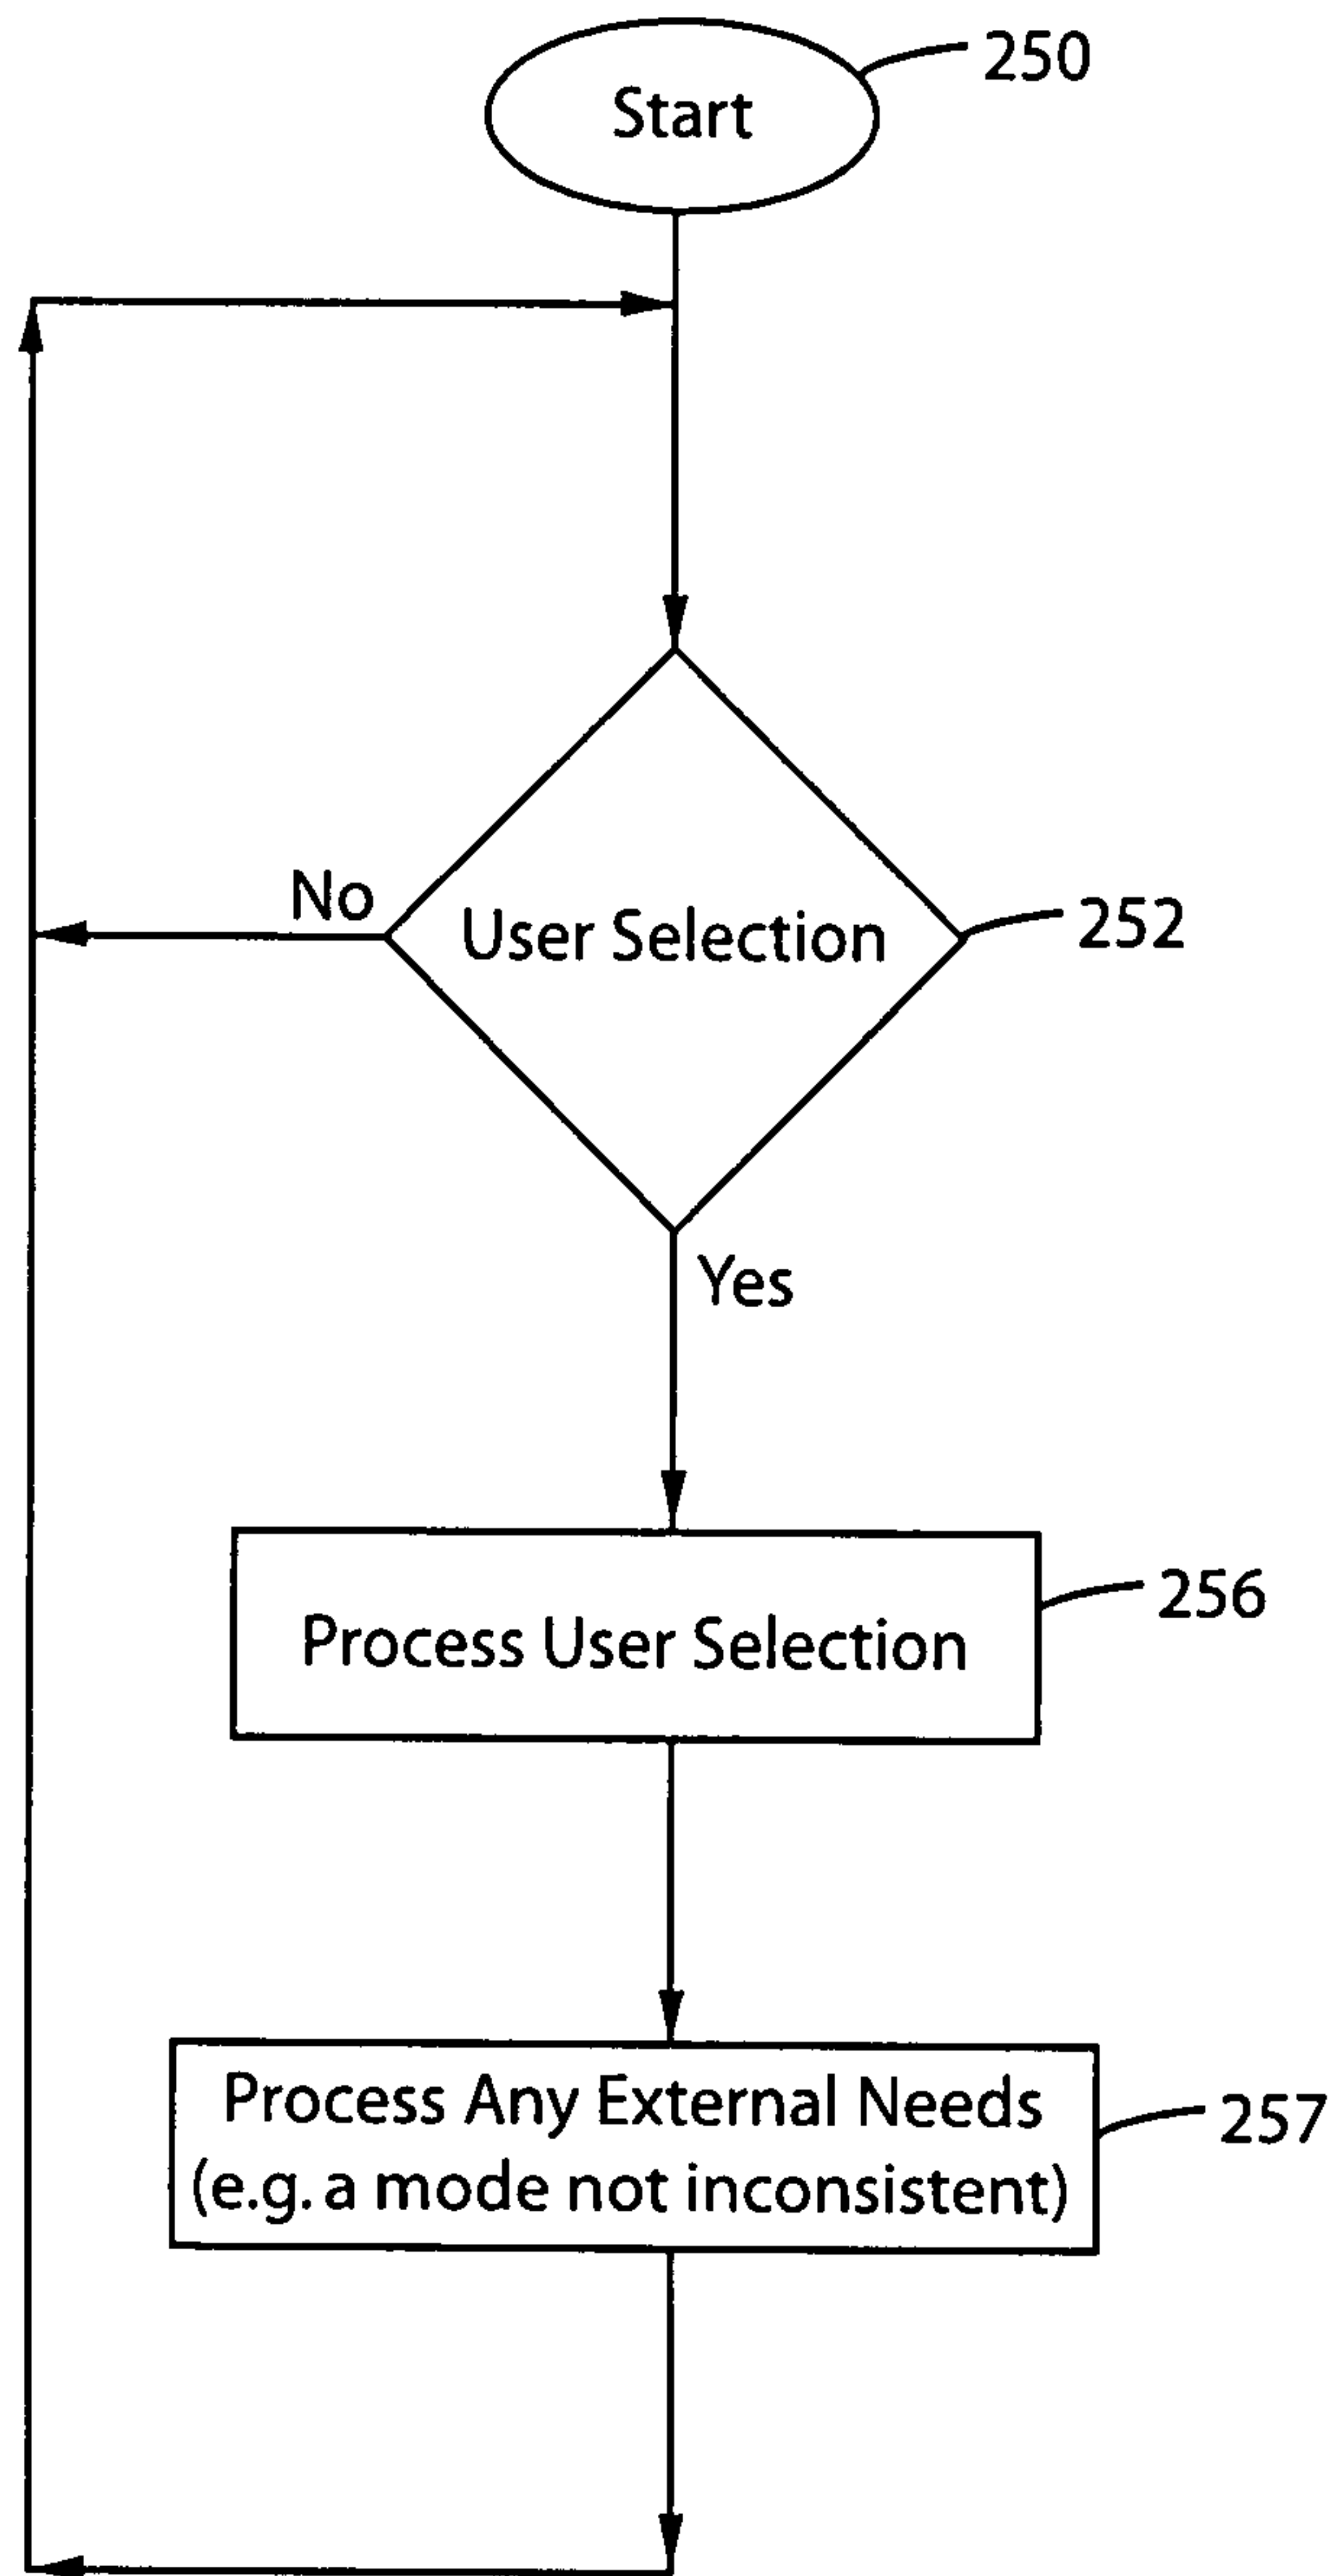 Start
250
No
User Selection
252
Yes
Process User Selection
256
Process Any External Needs
(e.g. a mode not inconsistent)
257